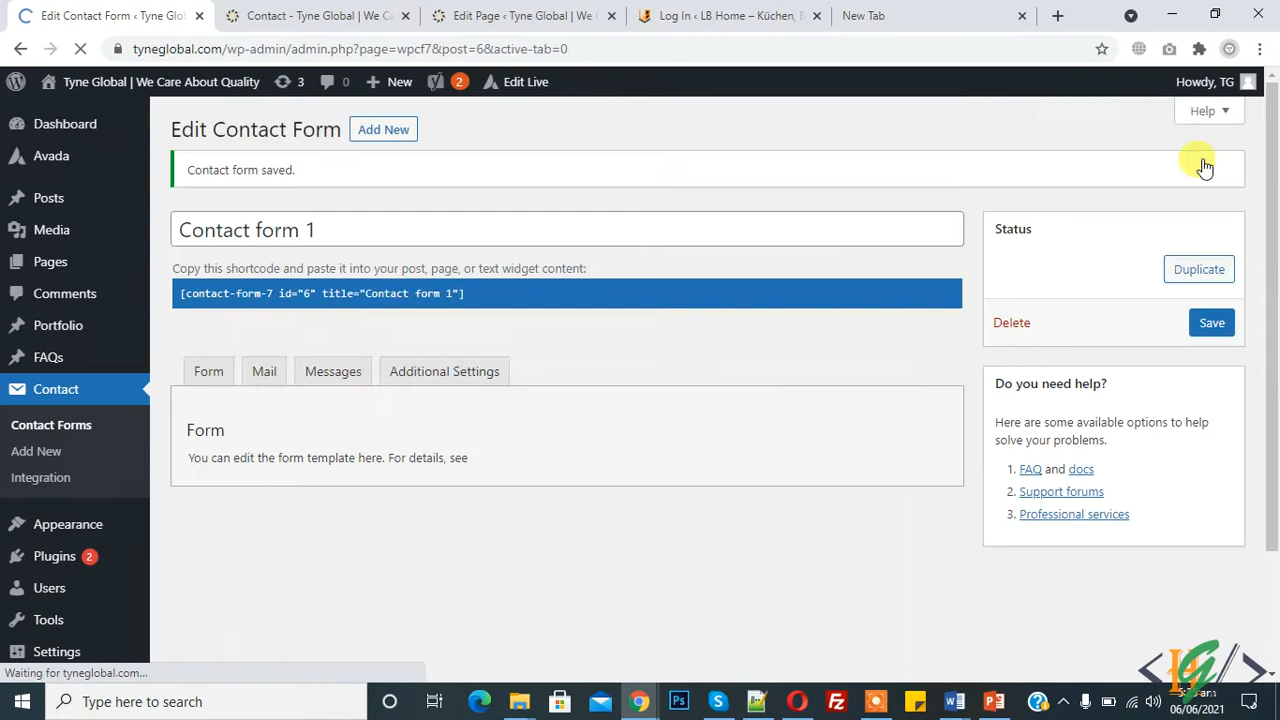 Edit Contact Form ‹ Tyne Glo
Contact - Tyne Global | We C
Edit Page ‹ Tyne Global | We
Log In ‹ LB Home – Küchen, B
New Tab
tyneglobal.com/wp-admin/admin.php?page=wpcf7&post=6&active-tab=0
Tyne Global | We Care About Quality
3
0
New
2
Edit Live
Howdy, TG
Dashboard
Avada
Posts
Media
Pages
Comments
Portfolio
FAQs
Contact
Contact Forms
Add New
Integration
Appearance
Plugins 2
Users
Tools
Settings
Help
Edit Contact Form
Add New
Contact form saved.
Contact form 1
Copy this shortcode and paste it into your post, page, or text widget content:
[contact-form-7 id="6" title="Contact form 1"]
Form
Mail
Messages
Additional Settings
Form
You can edit the form template here. For details, see
Status
Duplicate
Delete
Save
Do you need help?
Here are some available options to help
solve your problems.
1. FAQ and docs
2. Support forums
3. Professional services
Waiting for tyneglobal.com...
Type here to search
06/06/2021